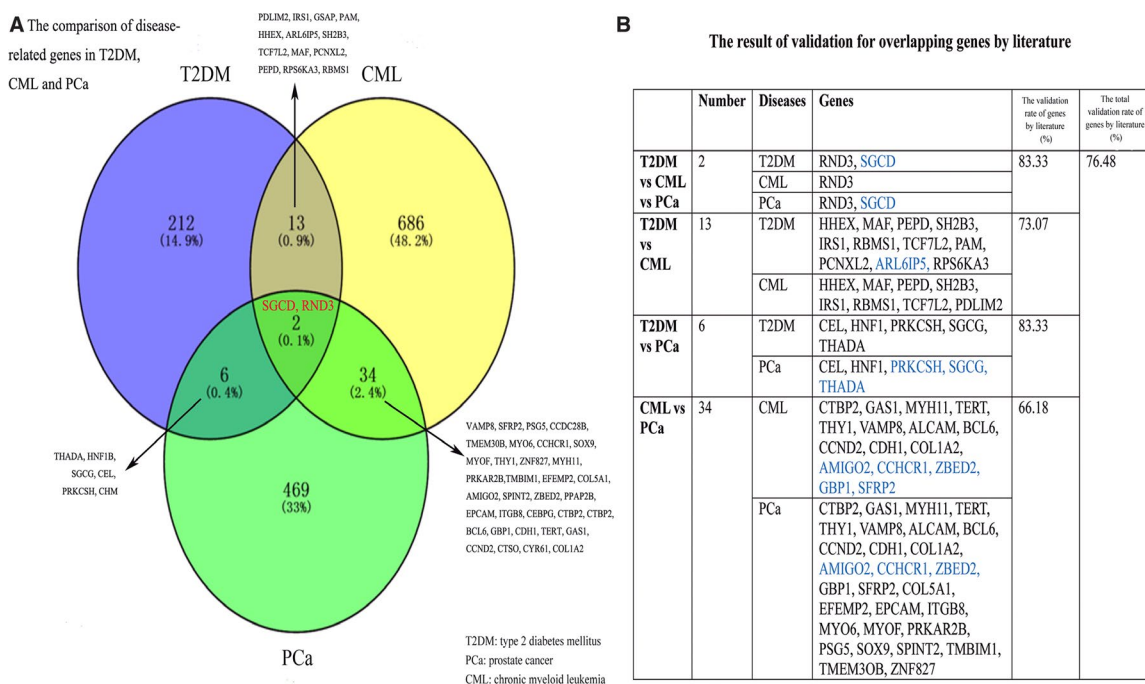 A The comparison of disease-
related genes in T2DM,
CML and PCa
PDLIM2, IRS1, GSAP, PAM,
HHEX, ARL6IP5, SH2B3,
TCF7L2, MAF, PCNXL2,
PEPD, RPS6KA3, RBMS1
T2DM
CML
212
(14.9%)
13
(0.9%)
686
(48.2%)
SGCD, RND3
2
(0.1%)
6
(0.4%)
34
(2.4%)
THADA, HNF1B,
SGCG, CEL,
PRKCSH, CHM
VAMP8, SFRP2, PSG5, CCDC28B,
TMEM30B, MYO6, CCHCR1, SOX9,
MYOF, THY1, ZNF827, MYH11,
PRKAR2B,TMBIM1, EFEMP2, COL5A1,
AMIGO2, SPINT2, ZBED2, PPAP2B,
EPCAM, ITGB8, CEBPG, CTBP2, CTBP2,
BCL6, GBP1, CDH1, TERT, GAS1,
CCND2, CTSO, CYR61, COL1A2
469
(33%)
PCa
T2DM: type 2 diabetes mellitus
PCa: prostate cancer
CML: chronic myeloid leukemia
B
The result of validation for overlapping genes by literature
Number Diseases Genes
The validation
rate of genes
by literature
(%)
The total
validation rate of
genes by literature
(%)
T2DM
vs CML
vs PCa
2
T2DM RND3, SGCD
CML RND3
PCa RND3, SGCD
83.33
76.48
T2DM
vs
CML
13
T2DM HHEX, MAF, PEPD, SH2B3,
IRS1, RBMS1, TCF7L2, PAM,
PCNXL2, ARL6IP5, RPS6KA3
CML HHEX, MAF, PEPD, SH2B3,
IRS1, RBMS1, TCF7L2, PDLIM2
73.07
T2DM
vs PCa
6
T2DM CEL, HNF1, PRKCSH, SGCG,
THADA
PCa CEL, HNF1, PRKCSH, SGCG,
THADA
83.33
CML vs
PCa
34
CML CTBP2, GAS1, MYH11, TERT,
THY1, VAMP8, ALCAM, BCL6,
CCND2, CDH1, COL1A2,
AMIGO2, CCHCR1, ZBED2,
GBP1, SFRP2
PCa CTBP2, GAS1, MYH11, TERT,
THY1, VAMP8, ALCAM, BCL6,
CCND2, CDH1, COL1A2,
AMIGO2, CCHCR1, ZBED2,
GBP1, SFRP2, COL5A1,
EFEMP2, EPCAM, ITGB8,
MYO6, MYOF, PRKAR2B,
PSG5, SOX9, SPINT2, TMBIM1,
TMEM3OB, ZNF827
66.18